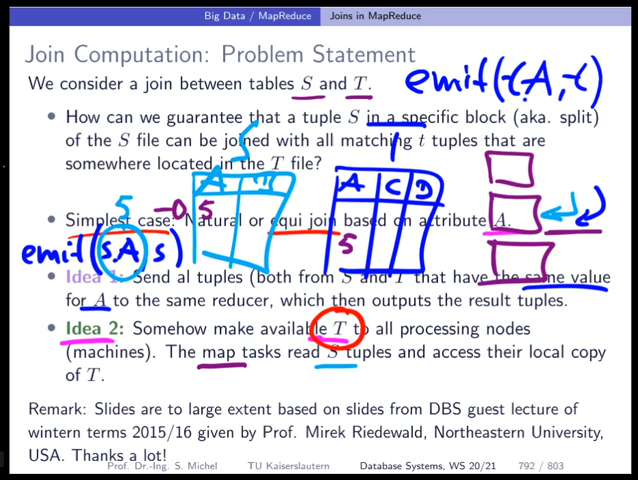 Big Data / MapReduce Joins in MapReduce
Join Computation: Problem Statement
We consider a join between tables S and T.
emit(t.A, t)
• How can we guarantee that a tuple S in a specific block (aka. split)
of the S file can be joined with all matching t tuples that are
somewhere located in the T file?
S
T
A
A C D
5
5
• Simplest case: Natural or equi join based on attribute A.
5
emit(s.A, s)
• Idea 1: Send al tuples (both from S and T that have the same value
for A to the same reducer, which then outputs the result tuples.
• Idea 2: Somehow make available T to all processing nodes
(machines). The map tasks read S tuples and access their local copy
of T.
Remark: Slides are to large extent based on slides from DBS guest lecture of
wintern terms 2015/16 given by Prof. Mirek Riedewald, Northeastern University,
USA. Thanks a lot!
Prof. Dr.-Ing. S. Michel TU Kaiserslautern Database Systems, WS 20/21 792 / 803